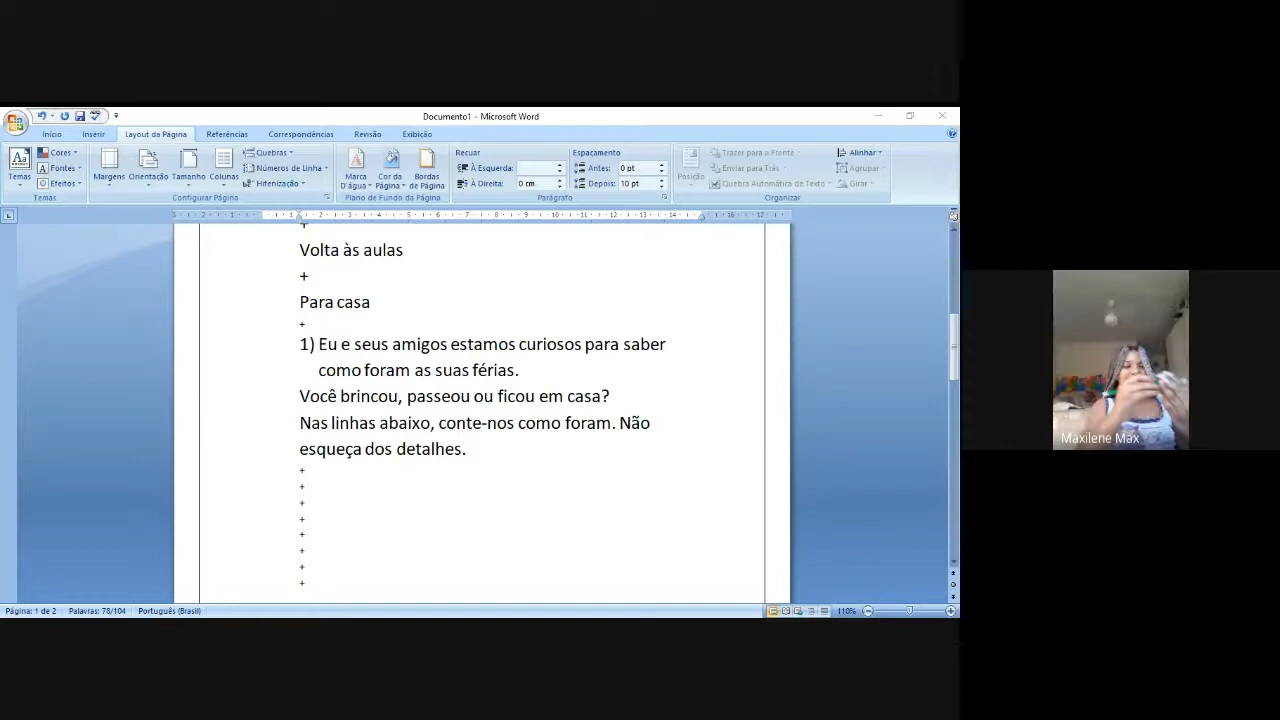 Documento1 - Microsoft Word
Início Inserir Layout da Página Referências Correspondências Revisão Exibição
Temas Cores Fontes Efeitos
Temas
Margens Orientação Tamanho Colunas Quebras Números de Linha Hifenização
Configurar Página
Marca D'água Cor da Página Bordas de Página
Plano de Fundo da Página
Recuar
À Esquerda:
À Direita: 0 cm
Espaçamento
Antes: 0 pt
Depois: 10 pt
Parágrafo
Posição Trazer para a Frente Enviar para Trás Quebra Automática de Texto Alinhar Agrupar Girar
Organizar
+
Volta às aulas
+
Para casa
+
1) Eu e seus amigos estamos curiosos para saber
como foram as suas férias.
Você brincou, passeou ou ficou em casa?
Nas linhas abaixo, conte-nos como foram. Não
esqueça dos detalhes.
+
+
+
+
+
+
+
+
Página: 1 de 2 Palavras: 78/104 Português (Brasil) 110%
Maxilene Max